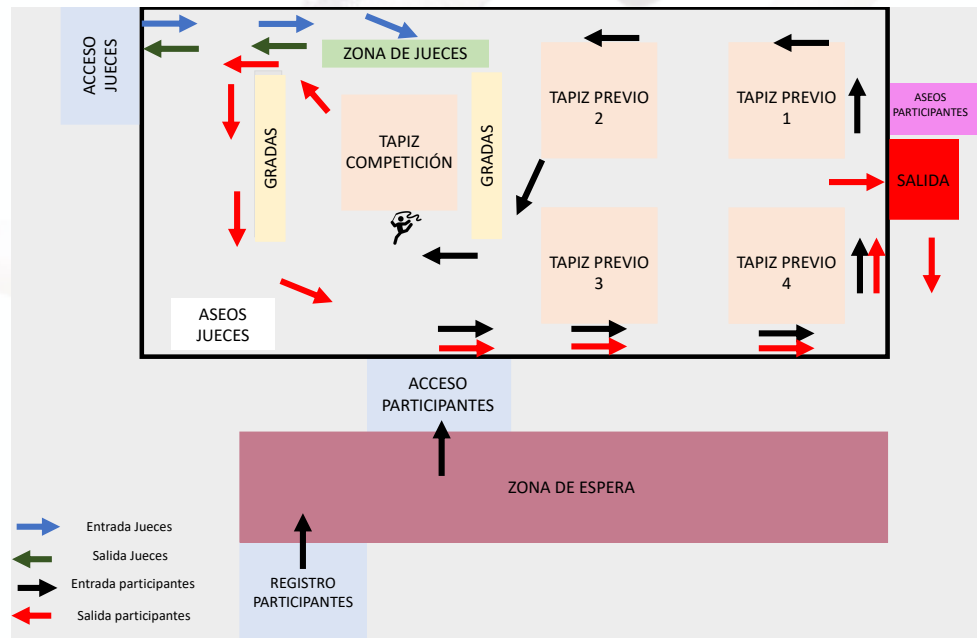 ACCESO
JUECES
ZONA DE JUECES
GRADAS
TAPIZ
COMPETICIÓN
GRADAS
TAPIZ PREVIO
2
TAPIZ PREVIO
1
ASEOS
PARTICIPANTES
SALIDA
TAPIZ PREVIO
3
TAPIZ PREVIO
4
ASEOS
JUECES
ACCESO
PARTICIPANTES
ZONA DE ESPERA
REGISTRO
PARTICIPANTES
Entrada Jueces
Salida Jueces
Entrada participantes
Salida participantes